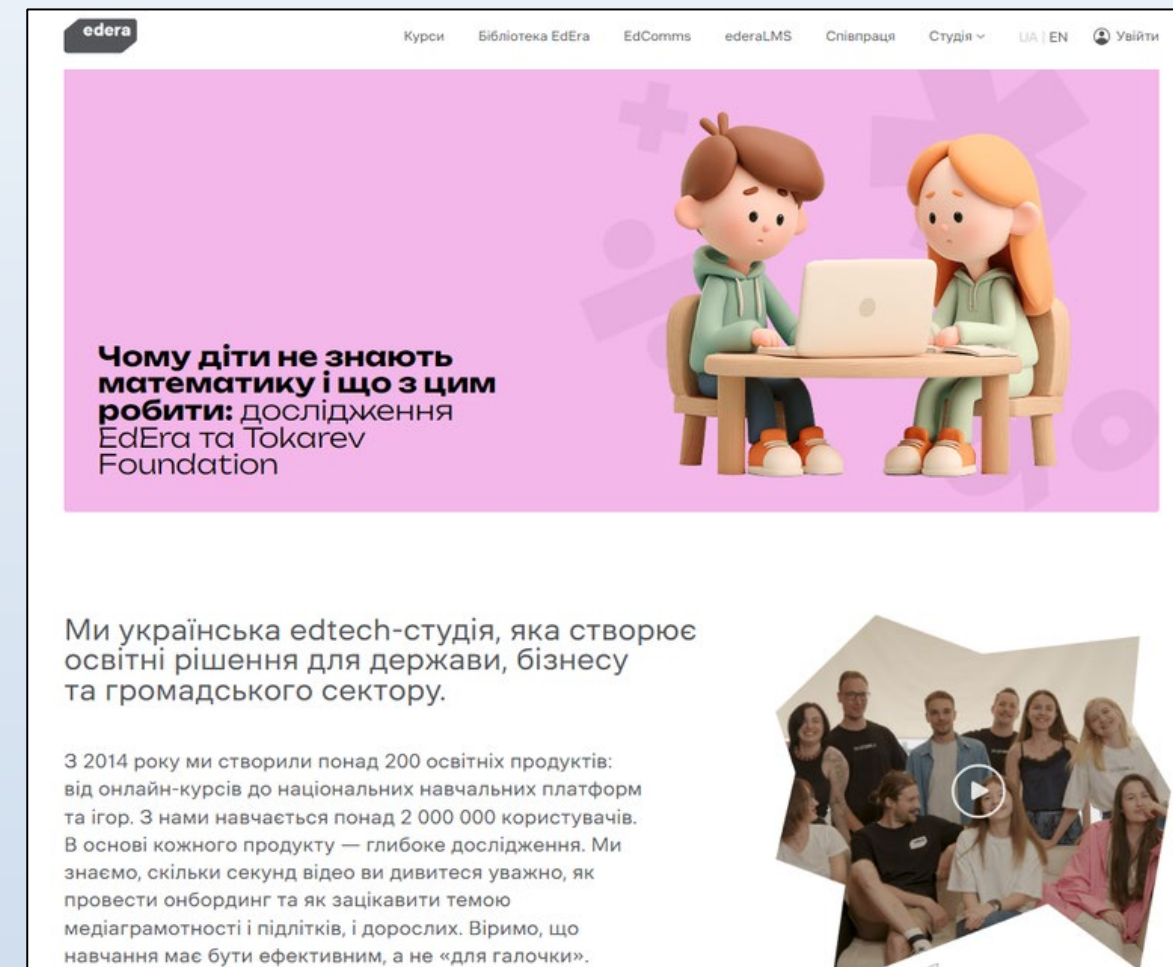 edera
Курси Бібліотека EdEra EdComms ederaLMS Співпраця Студія UA | EN Увійти
Чому діти не знають
математику і що з цим
робити: дослідження
EdEra та Tokarev
Foundation
Ми українська edtech-студія, яка створює
освітні рішення для держави, бізнесу
та громадського сектору.
З 2014 року ми створили понад 200 освітніх продуктів:
від онлайн-курсів до національних навчальних платформ
та ігор. З нами навчається понад 2 000 000 користувачів.
В основі кожного продукту — глибоке дослідження. Ми
знаємо, скільки секунд відео ви дивитеся уважно, як
провести онбординг та як зацікавити темою
медіаграмотності і підлітків, і дорослих. Віримо, що
навчання має бути ефективним, а не «для галочки».